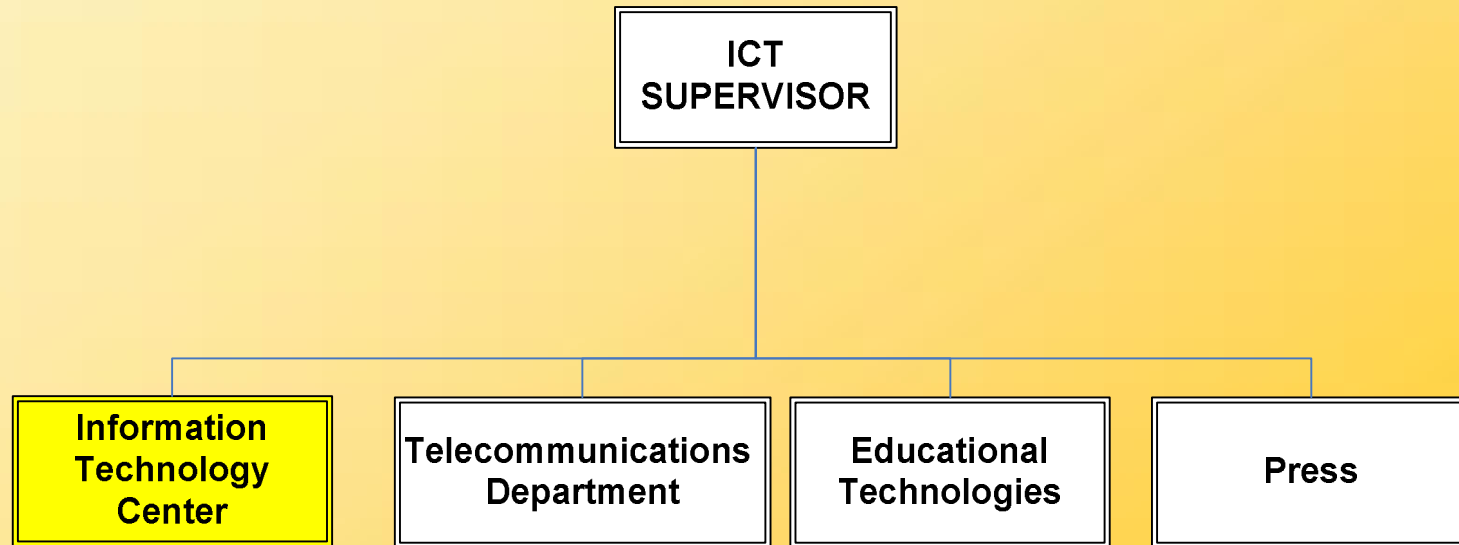 ICT
SUPERVISOR
Information
Technology
Center
Telecommunications
Department
Educational
Technologies
Press